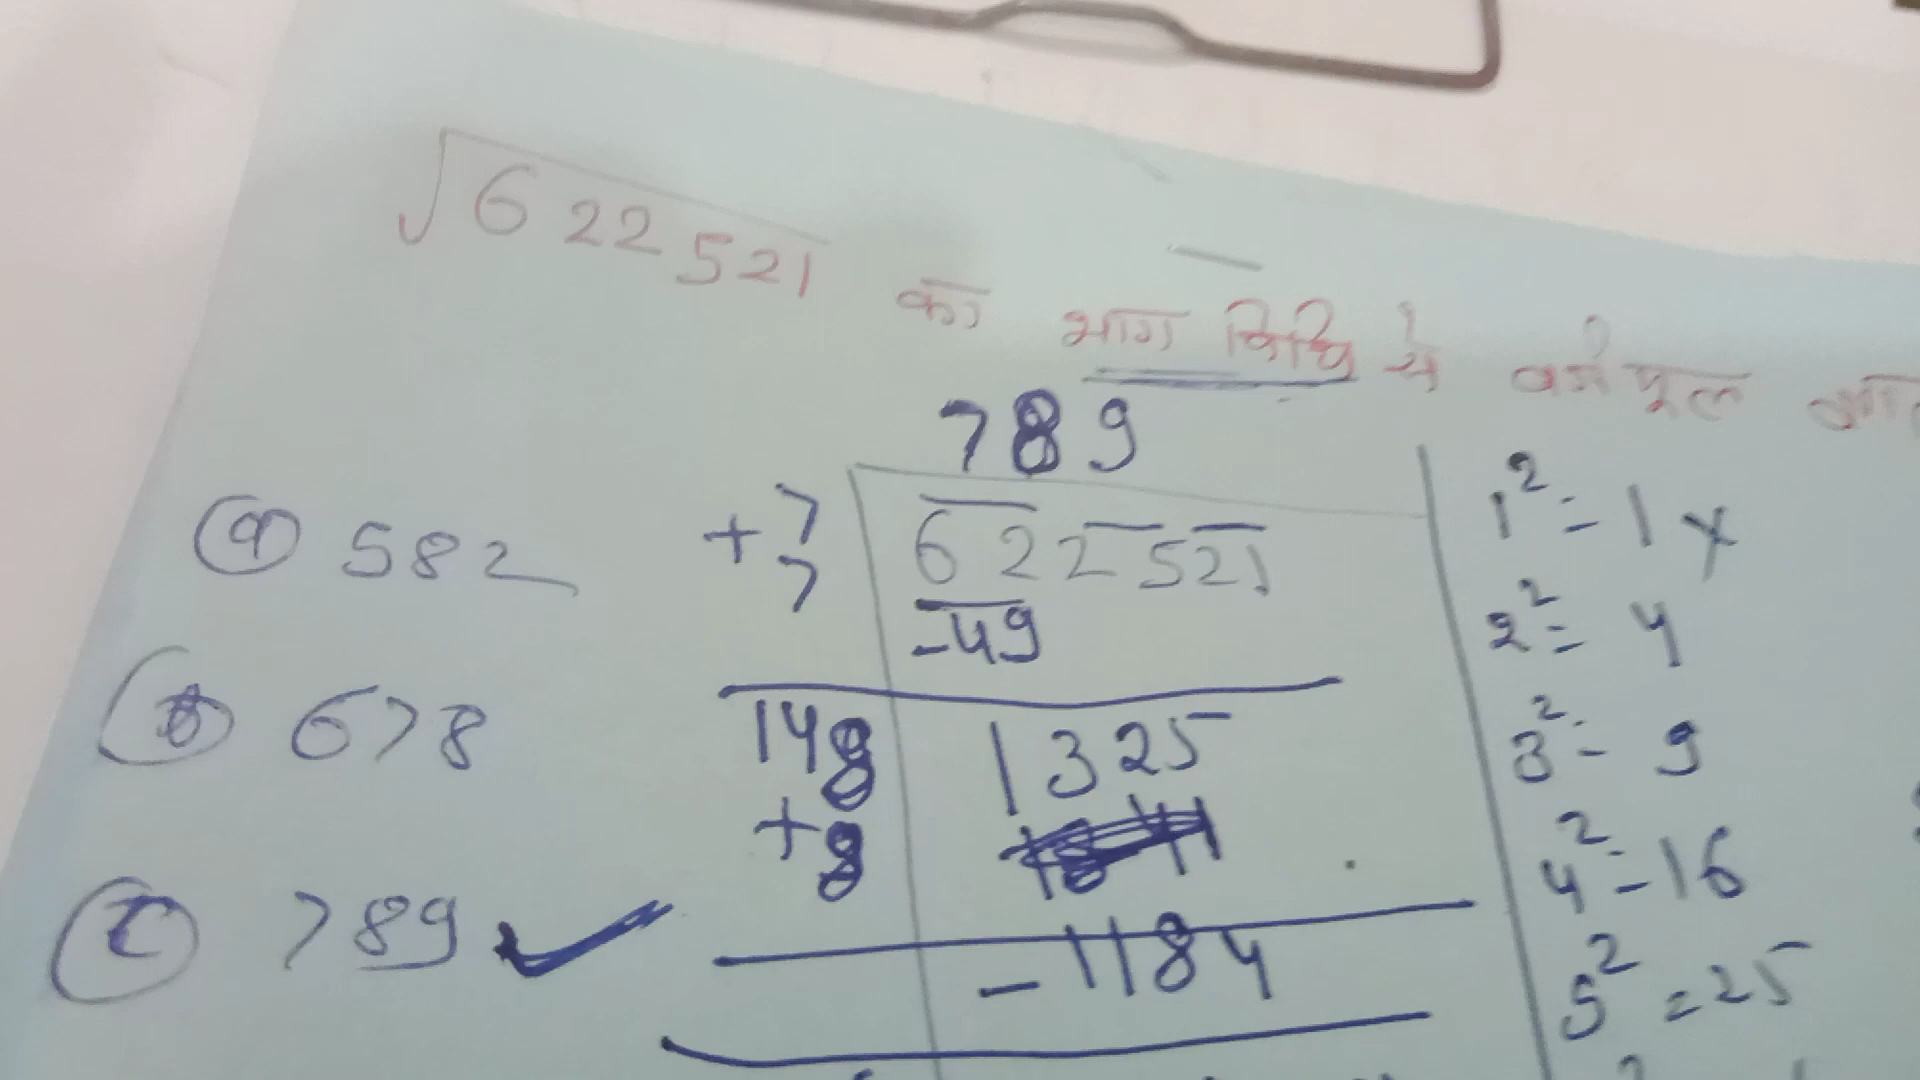 √622521 का भाग विधि से वर्गमूल
789
a 582
+7 622521
7 -49
b 678
148 1325
+8
c 789 ✓
-1184
1² = 1 x
2² = 4
3² = 9
4² = 16
5² = 25